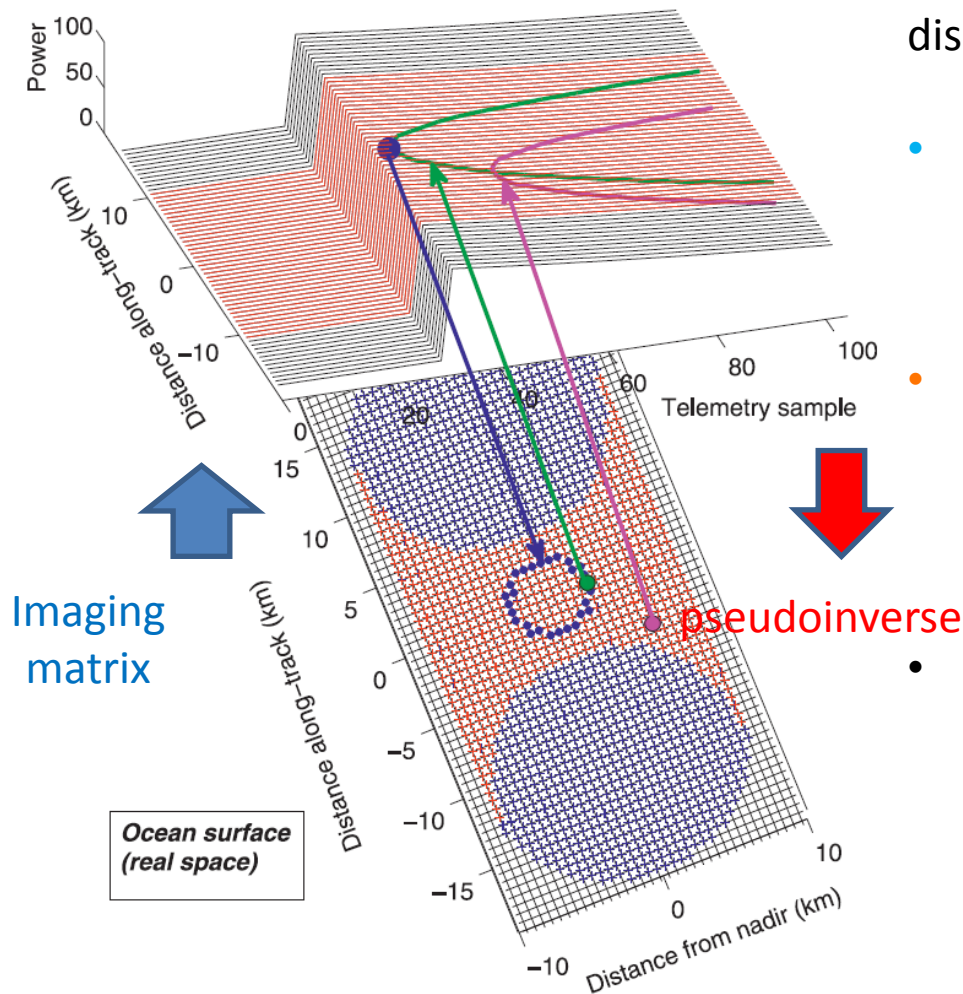 100
50
0
Power
dis
•
10
0
−10
Distance along−track (km)
0
20
40
60
80
100
Telemetry sample
•
15
10
5
0
−5
−10
−15
Distance along−track (km)
Imaging
matrix
pseudoinverse
•
Ocean surface
(real space)
−10
0
10
Distance from nadir (km)